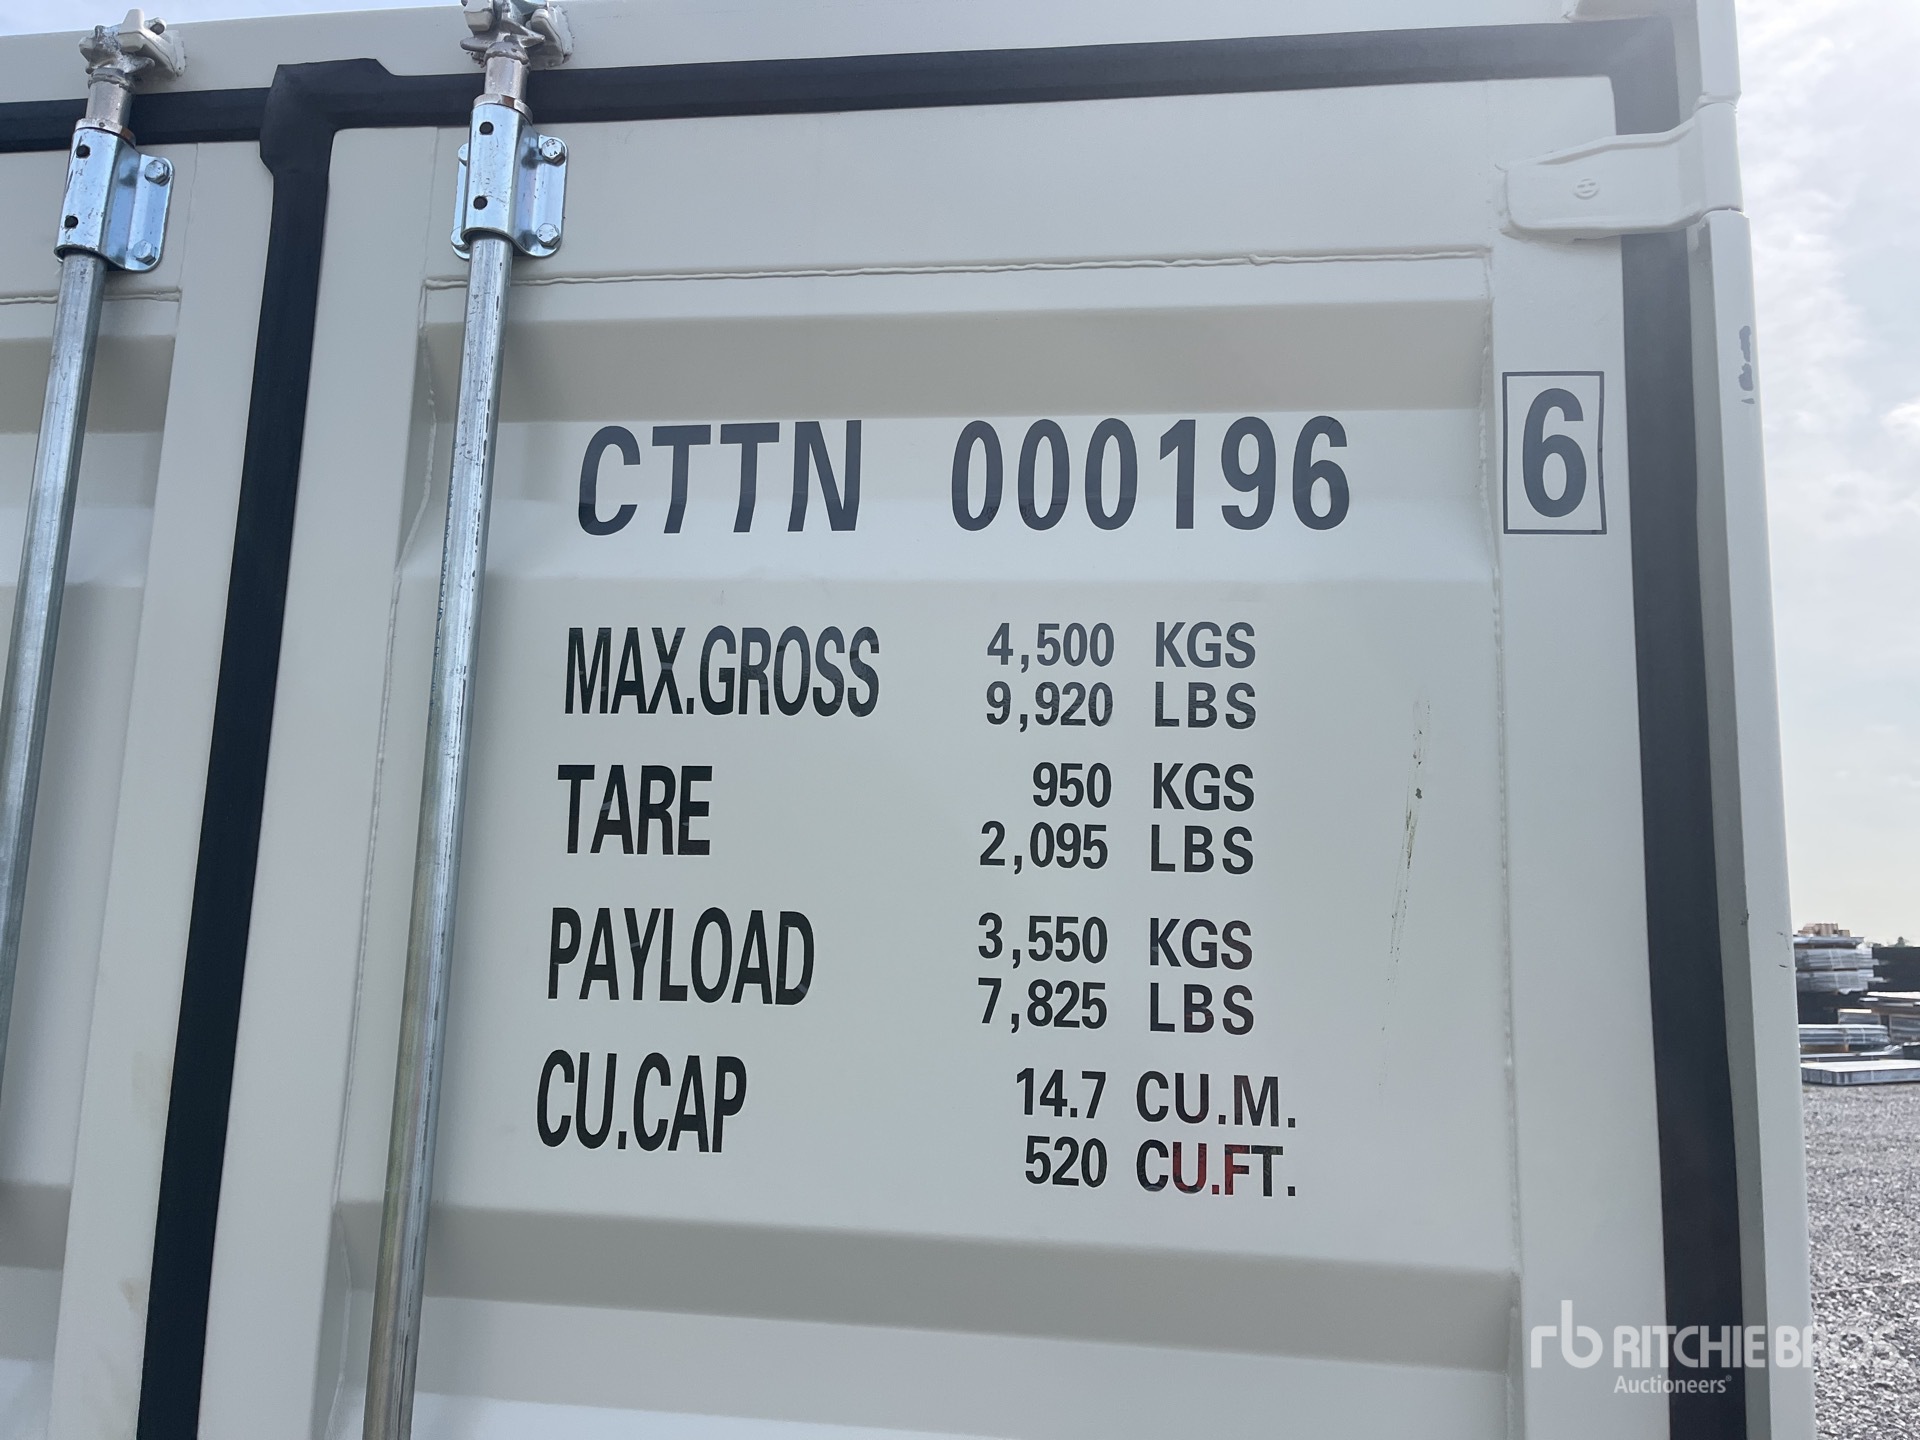 CTTN 000196 6
MAX.GROSS 4,500 KGS
9,920 LBS
TARE 950 KGS
2,095 LBS
PAYLOAD 3,550 KGS
7,825 LBS
CU.CAP 14.7 CU.M.
520 CU.FT.
rb RITCHIE BROS
Auctioneers®